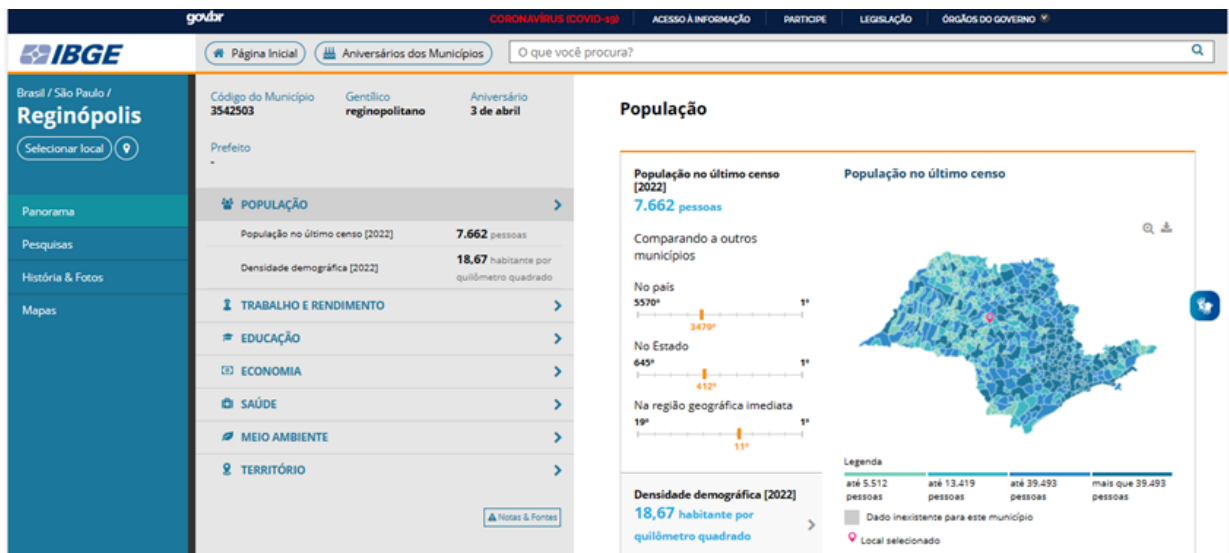 govbr
CORONAVÍRUS (COVID-19)
ACESSO À INFORMAÇÃO
PARTICIPE
LEGISLAÇÃO
ÓRGÃOS DO GOVERNO
IBGE
Página Inicial
Aniversários dos Municípios
O que você procura?
Brasil / São Paulo /
Reginópolis
Selecionar local
Panorama
Pesquisas
História & Fotos
Mapas
Código do Município
3542503
Gentílico
reginopolitano
Aniversário
3 de abril
Prefeito
-
POPULAÇÃO
População no último censo [2022]
7.662 pessoas
Densidade demográfica [2022]
18,67 habitante por
quilômetro quadrado
TRABALHO E RENDIMENTO
EDUCAÇÃO
ECONOMIA
SAÚDE
MEIO AMBIENTE
TERRITÓRIO
Notas & Fontes
População
População no último censo
[2022]
7.662 pessoas
Comparando a outros
municípios
No país
5570º
1º
3479º
No Estado
645º
1º
412º
Na região geográfica imediata
19º
1º
11º
Densidade demográfica [2022]
18,67 habitante por
quilômetro quadrado
População no último censo
Legenda
até 5.512
pessoas
até 13.419
pessoas
até 39.493
pessoas
mais que 39.493
pessoas
Dado inexistente para este município
Local selecionado